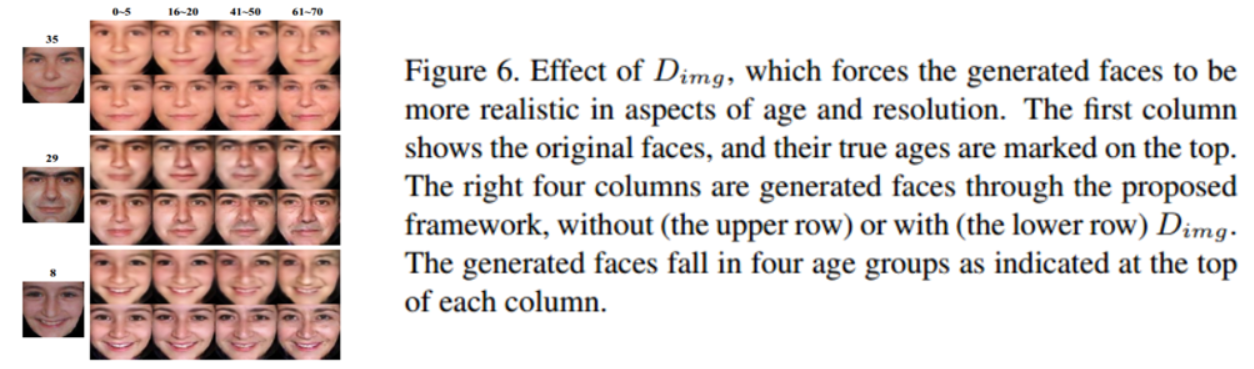 0~5 16~20 41~50 61~70
35
29
8
Figure 6. Effect of Dimg, which forces the generated faces to be
more realistic in aspects of age and resolution. The first column
shows the original faces, and their true ages are marked on the top.
The right four columns are generated faces through the proposed
framework, without (the upper row) or with (the lower row) Dimg.
The generated faces fall in four age groups as indicated at the top
of each column.